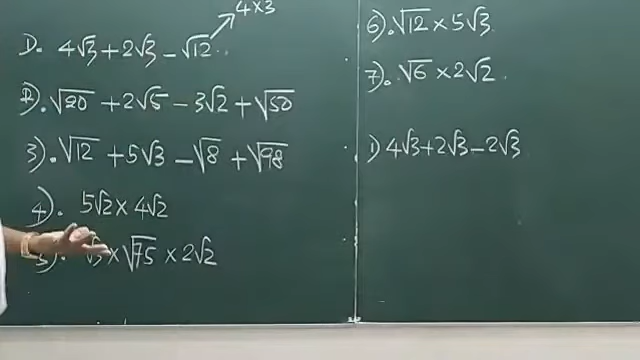 4×3
1). 4√3 + 2√3 - √12.
2). √20 + 2√5 - 3√2 + √50
3). √12 + 5√3 - √8 + √98
4). 5√2 × 4√2
5). √3 × √75 × 2√2
6). √12 × 5√3.
7). √6 × 2√2.
1) 4√3 + 2√3 - 2√3